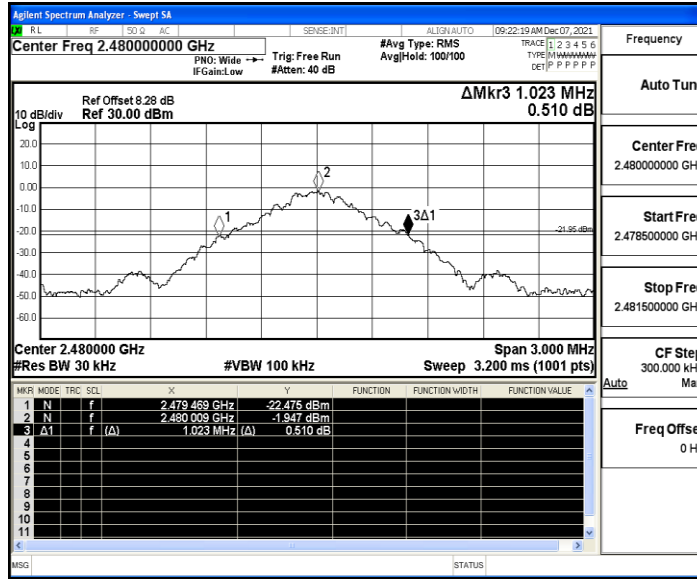 Agilent Spectrum Analyzer - Swept SA
RL RF 50 Ω AC SENSE:INT ALIGNAUTO 09:22:19 AM Dec 07, 2021
Center Freq 2.480000000 GHz
PNO: Wide
IFGain:Low
Trig: Free Run
#Atten: 40 dB
#Avg Type: RMS
Avg|Hold: 100/100
TRACE 1 2 3 4 5 6
TYPE MWWWWW
DET P P P P P P
Ref Offset 8.28 dB
Ref 30.00 dBm
ΔMkr3 1.023 MHz
0.510 dB
10 dB/div
Log
20.0
10.0
0.00
-10.0
-20.0
-30.0
-40.0
-50.0
-60.0
1
2
3Δ1
-21.95 dBm
Center 2.480000 GHz
Span 3.000 MHz
#Res BW 30 kHz
#VBW 100 kHz
Sweep 3.200 ms (1001 pts)
MKR MODE TRC SCL X Y FUNCTION FUNCTION WIDTH FUNCTION VALUE
1 N f 2.479 469 GHz -22.475 dBm
2 N f 2.480 009 GHz -1.947 dBm
3 Δ1 f (Δ) 1.023 MHz (Δ) 0.510 dB
4
5
6
7
8
9
10
11
MSG
STATUS
Frequency
Auto Tun
Center Fre
2.480000000 GH
Start Fre
2.478500000 GH
Stop Fre
2.481500000 GH
CF Step
300.000 kH
Auto Ma
Freq Offse
0 H